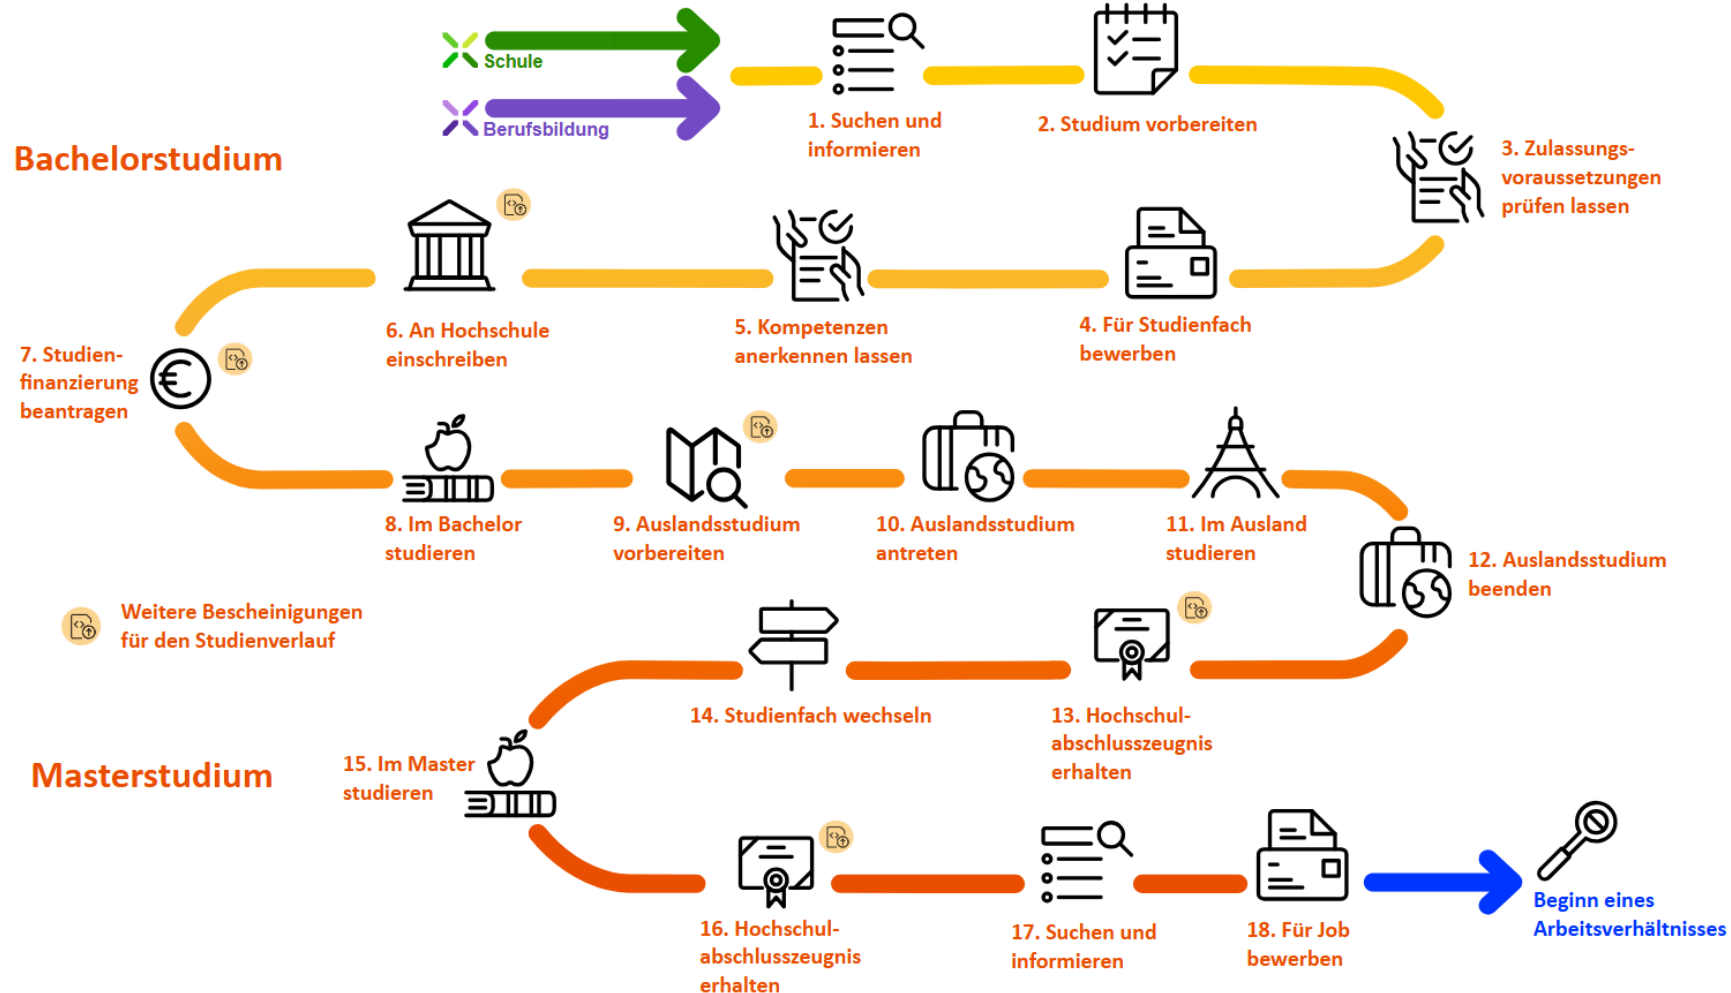 Schule
Berufsbildung
1. Suchen und
informieren
2. Studium vorbereiten
3. Zulassungs-
voraussetzungen
prüfen lassen
Bachelorstudium
4. Für Studienfach
bewerben
5. Kompetenzen
anerkennen lassen
6. An Hochschule
einschreiben
7. Studien-
finanzierung
beantragen
8. Im Bachelor
studieren
9. Auslandsstudium
vorbereiten
10. Auslandsstudium
antreten
11. Im Ausland
studieren
12. Auslandsstudium
beenden
Weitere Bescheinigungen
für den Studienverlauf
13. Hochschul-
abschlusszeugnis
erhalten
14. Studienfach wechseln
Masterstudium
15. Im Master
studieren
16. Hochschul-
abschlusszeugnis
erhalten
17. Suchen und
informieren
18. Für Job
bewerben
Beginn eines
Arbeitsverhältnisses